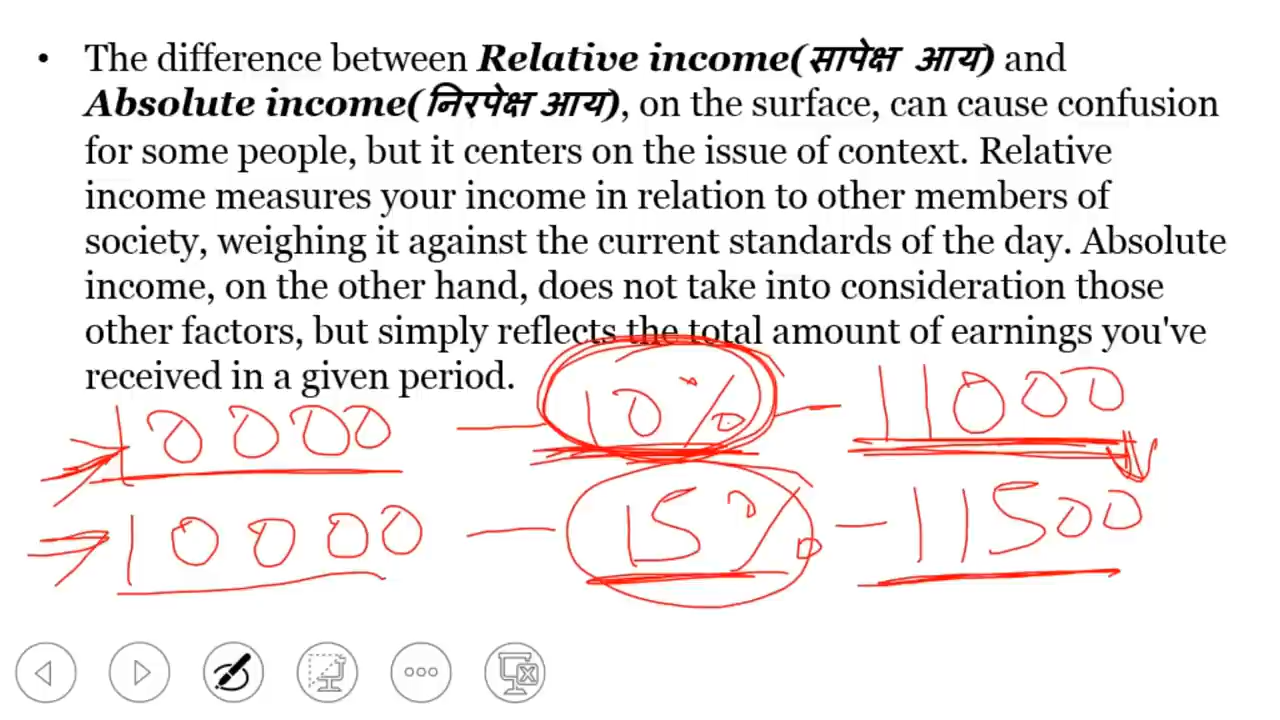 • The difference between Relative income(सापेक्ष आय) and
Absolute income(निरपेक्ष आय), on the surface, can cause confusion
for some people, but it centers on the issue of context. Relative
income measures your income in relation to other members of
society, weighing it against the current standards of the day. Absolute
income, on the other hand, does not take into consideration those
other factors, but simply reflects the total amount of earnings you've
received in a given period.
10000 — 10% — 11000
10000 — 15% — 11500